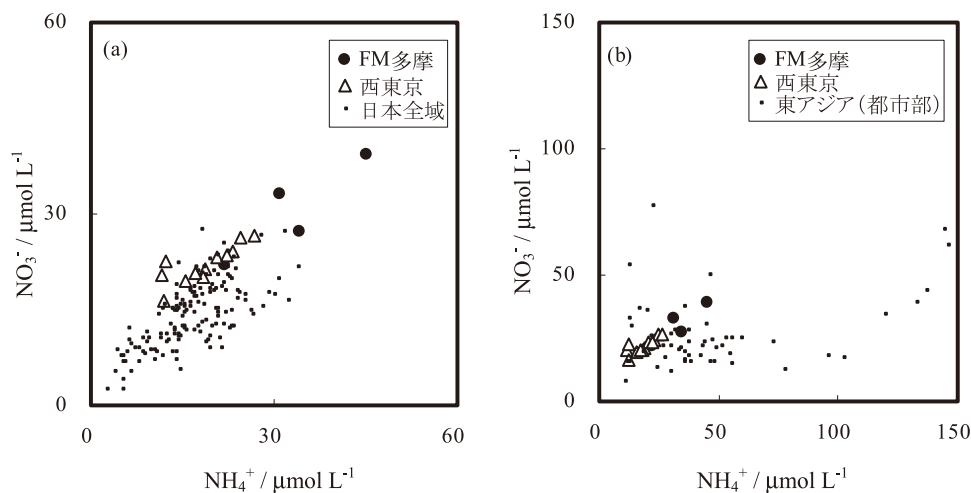 (a)
● FM多摩
△ 西東京
▪ 日本全域
60
30
0
0 30 60
NO₃⁻ / μmol L⁻¹
NH₄⁺ / μmol L⁻¹
(b)
● FM多摩
△ 西東京
▪ 東アジア(都市部)
150
100
50
0
0 50 100 150
NO₃⁻ / μmol L⁻¹
NH₄⁺ / μmol L⁻¹